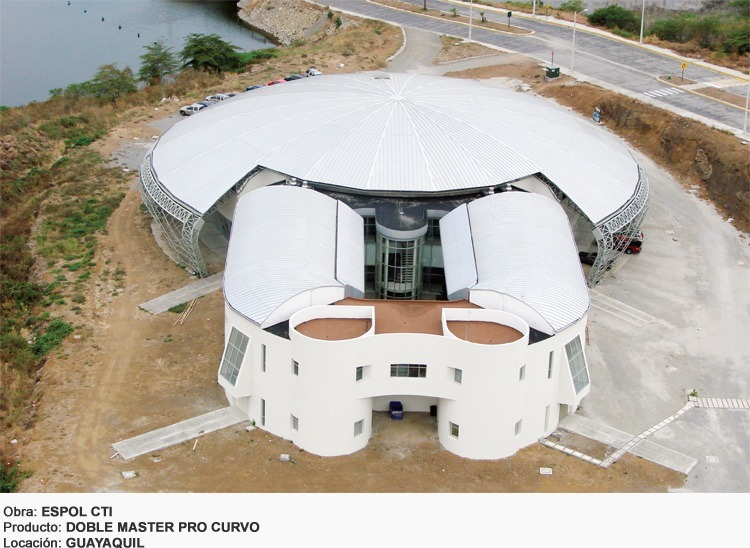 Obra: ESPOL CTI
Producto: DOBLE MASTER PRO CURVO
Locación: GUAYAQUIL